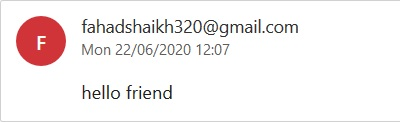 F
fahadshaikh320@gmail.com
Mon 22/06/2020 12:07
hello friend